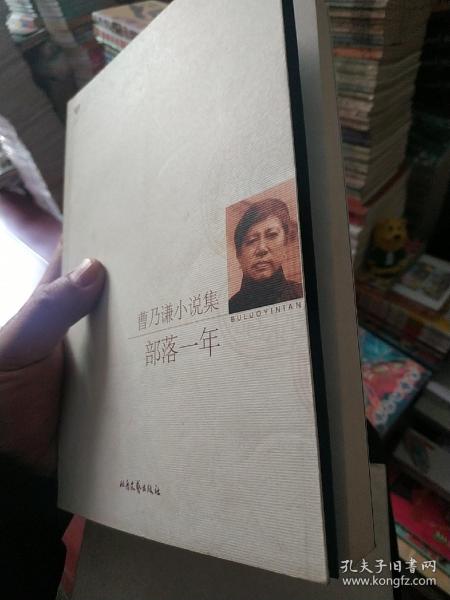 曹乃谦小说集
BULUOYINIAN
部落一年
北岳文艺出版社
孔夫子旧书网
www.kongfz.com